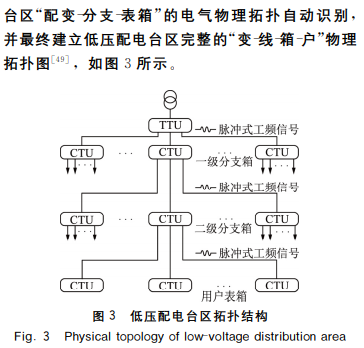 台区“配变-分支-表箱”的电气物理拓扑自动识别,
并最终建立低压配电台区完整的“变-线-箱-户”物理
拓扑图[49],如图 3 所示。
TTU
脉冲式工频信号
CTU ··· CTU ··· CTU
一级分支箱
脉冲式工频信号
CTU ··· CTU ··· CTU
二级分支箱
脉冲式工频信号
CTU ··· CTU ··· CTU
用户表箱
图 3 低压配电台区拓扑结构
Fig. 3 Physical topology of low-voltage distribution area